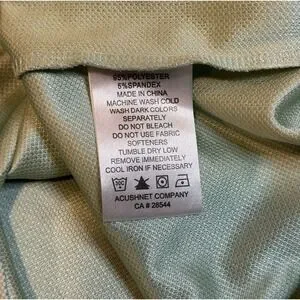 95%POLYESTER
5%SPANDEX
MADE IN CHINA
MACHINE WASH COLD
WASH DARK COLORS
SEPARATELY
DO NOT BLEACH
DO NOT USE FABRIC
SOFTENERS
TUMBLE DRY LOW
REMOVE IMMEDIATELY
COOL IRON IF NECESSARY
ACUSHNET COMPANY
CA # 28544